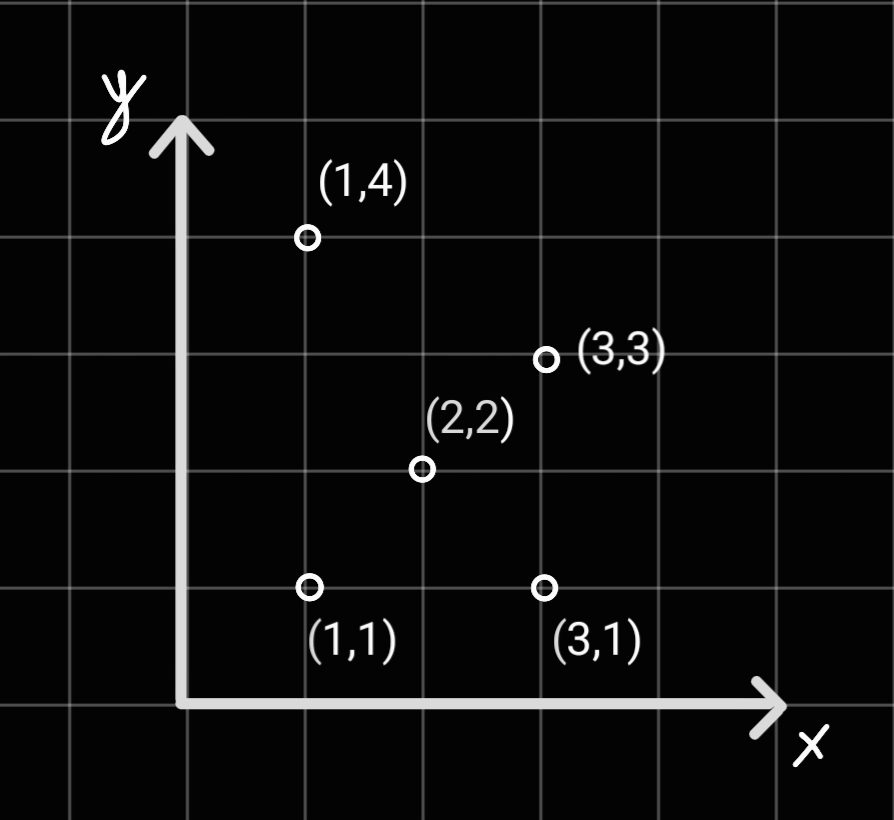 y
(1,4)
(3,3)
(2,2)
(1,1)
(3,1)
x